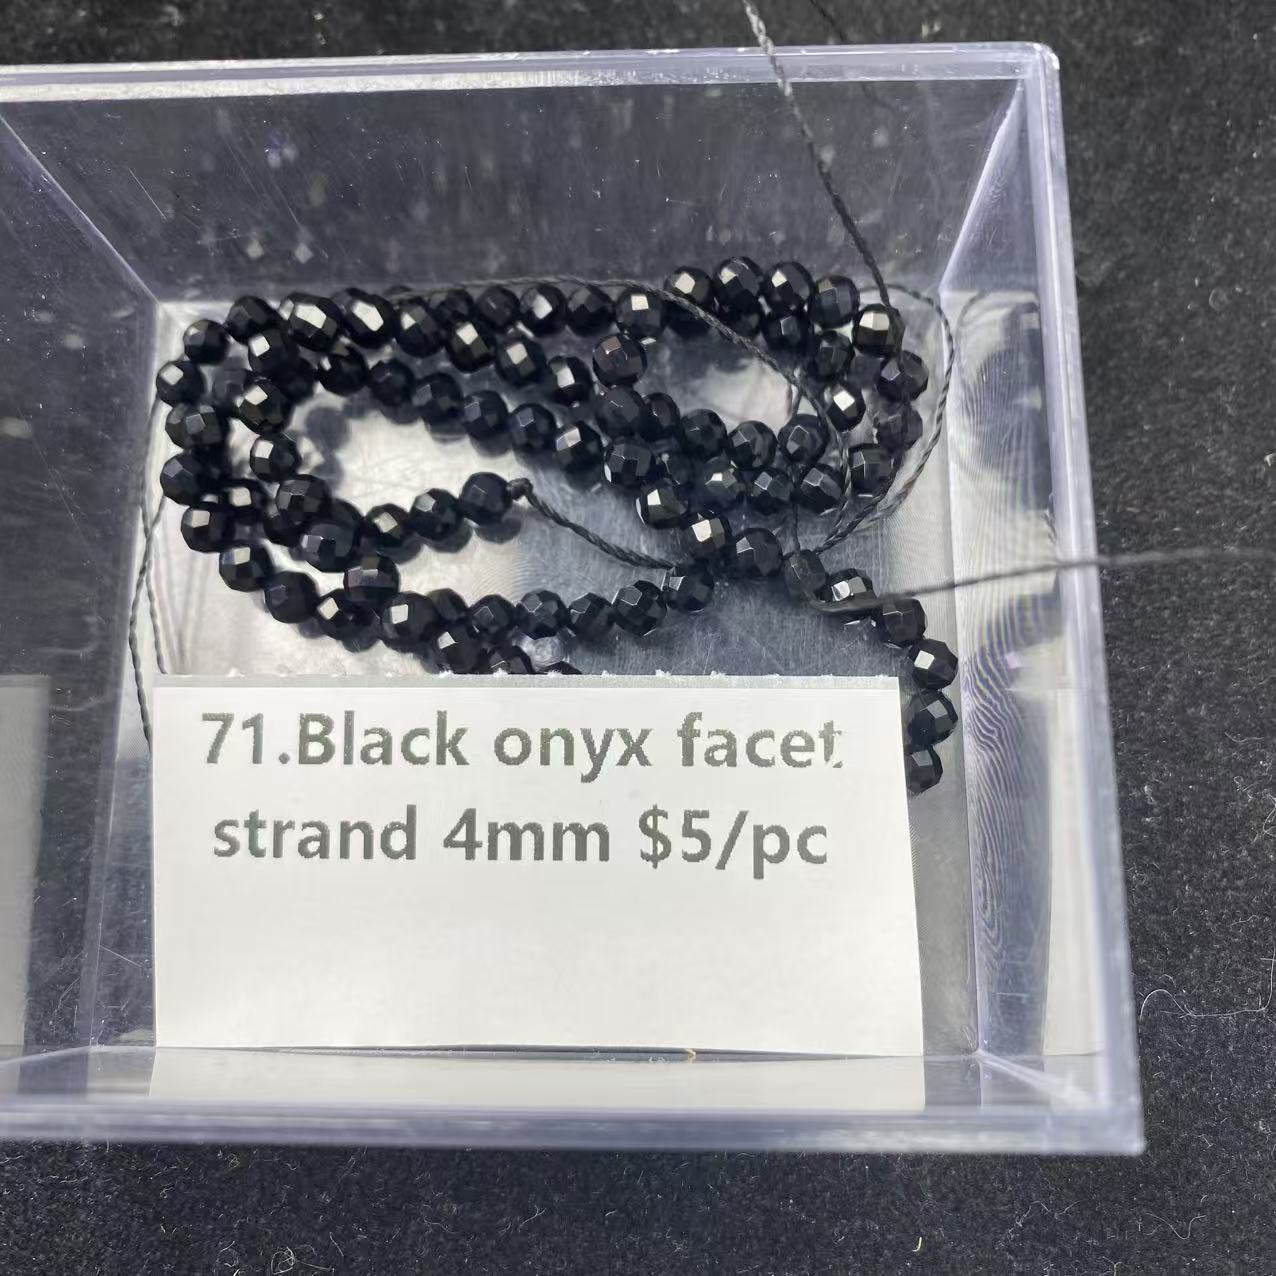 71.Black onyx facet
strand 4mm $5/pc